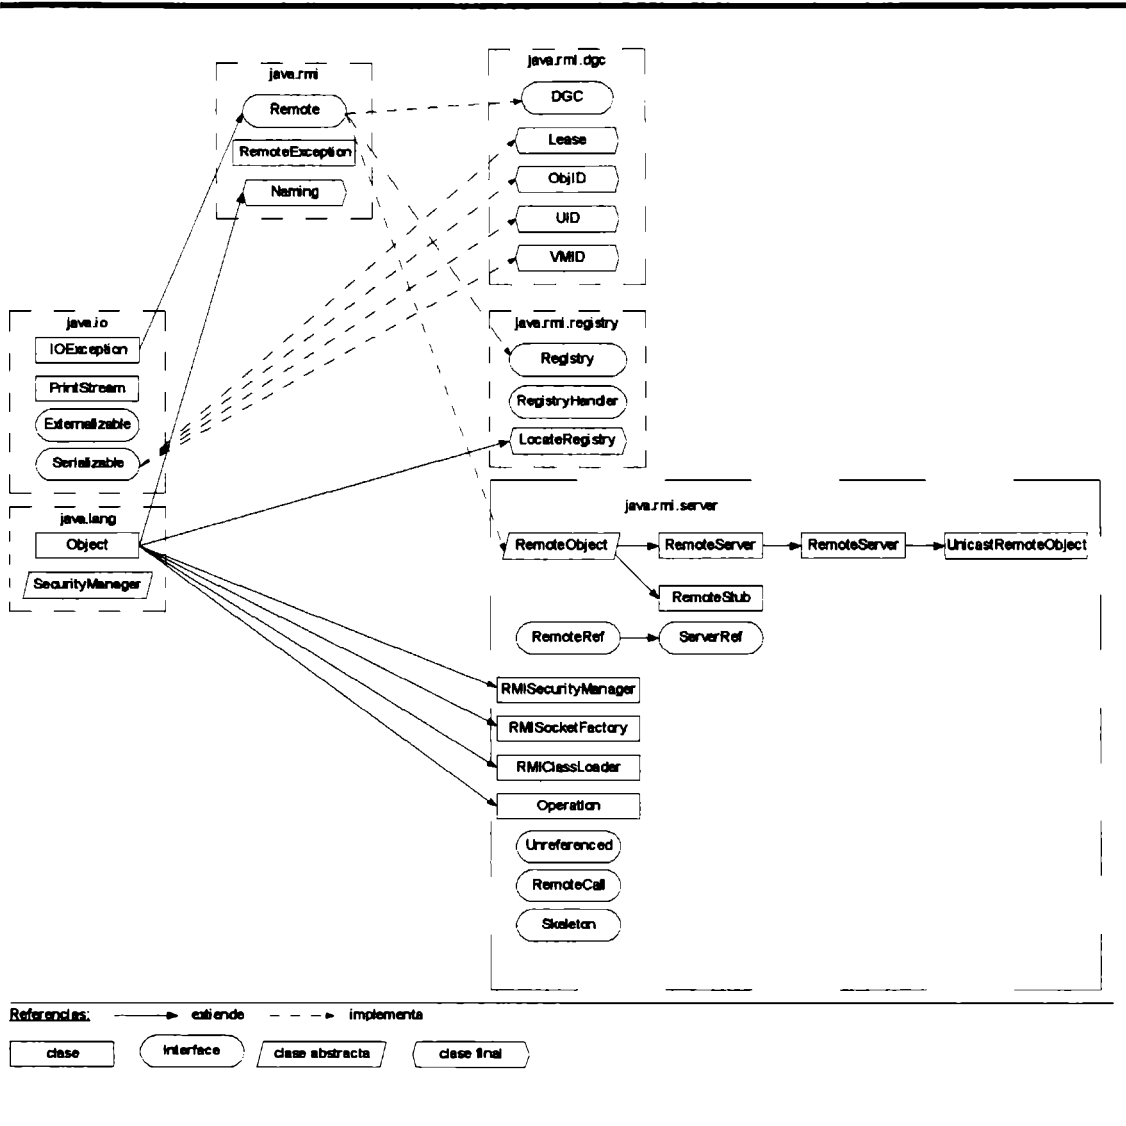 java.rmi
Remote
RemoteException
Naming
java.rmi.dgc
DGC
Lease
ObjID
UID
VMID
java.io
IOException
PrintStream
Externalizable
Serializable
java.rmi.registry
Registry
RegistryHandler
LocateRegistry
java.lang
Object
SecurityManager
java.rmi.server
RemoteObject
RemoteServer
RemoteServer
UnicastRemoteObject
RemoteStub
RemoteRef
ServerRef
RMISecurityManager
RMISocketFactory
RMIClassLoader
Operation
Unreferenced
RemoteCall
Skeleton
Referencias:
extiende
implementa
clase
Interface
clase abstracta
clase final